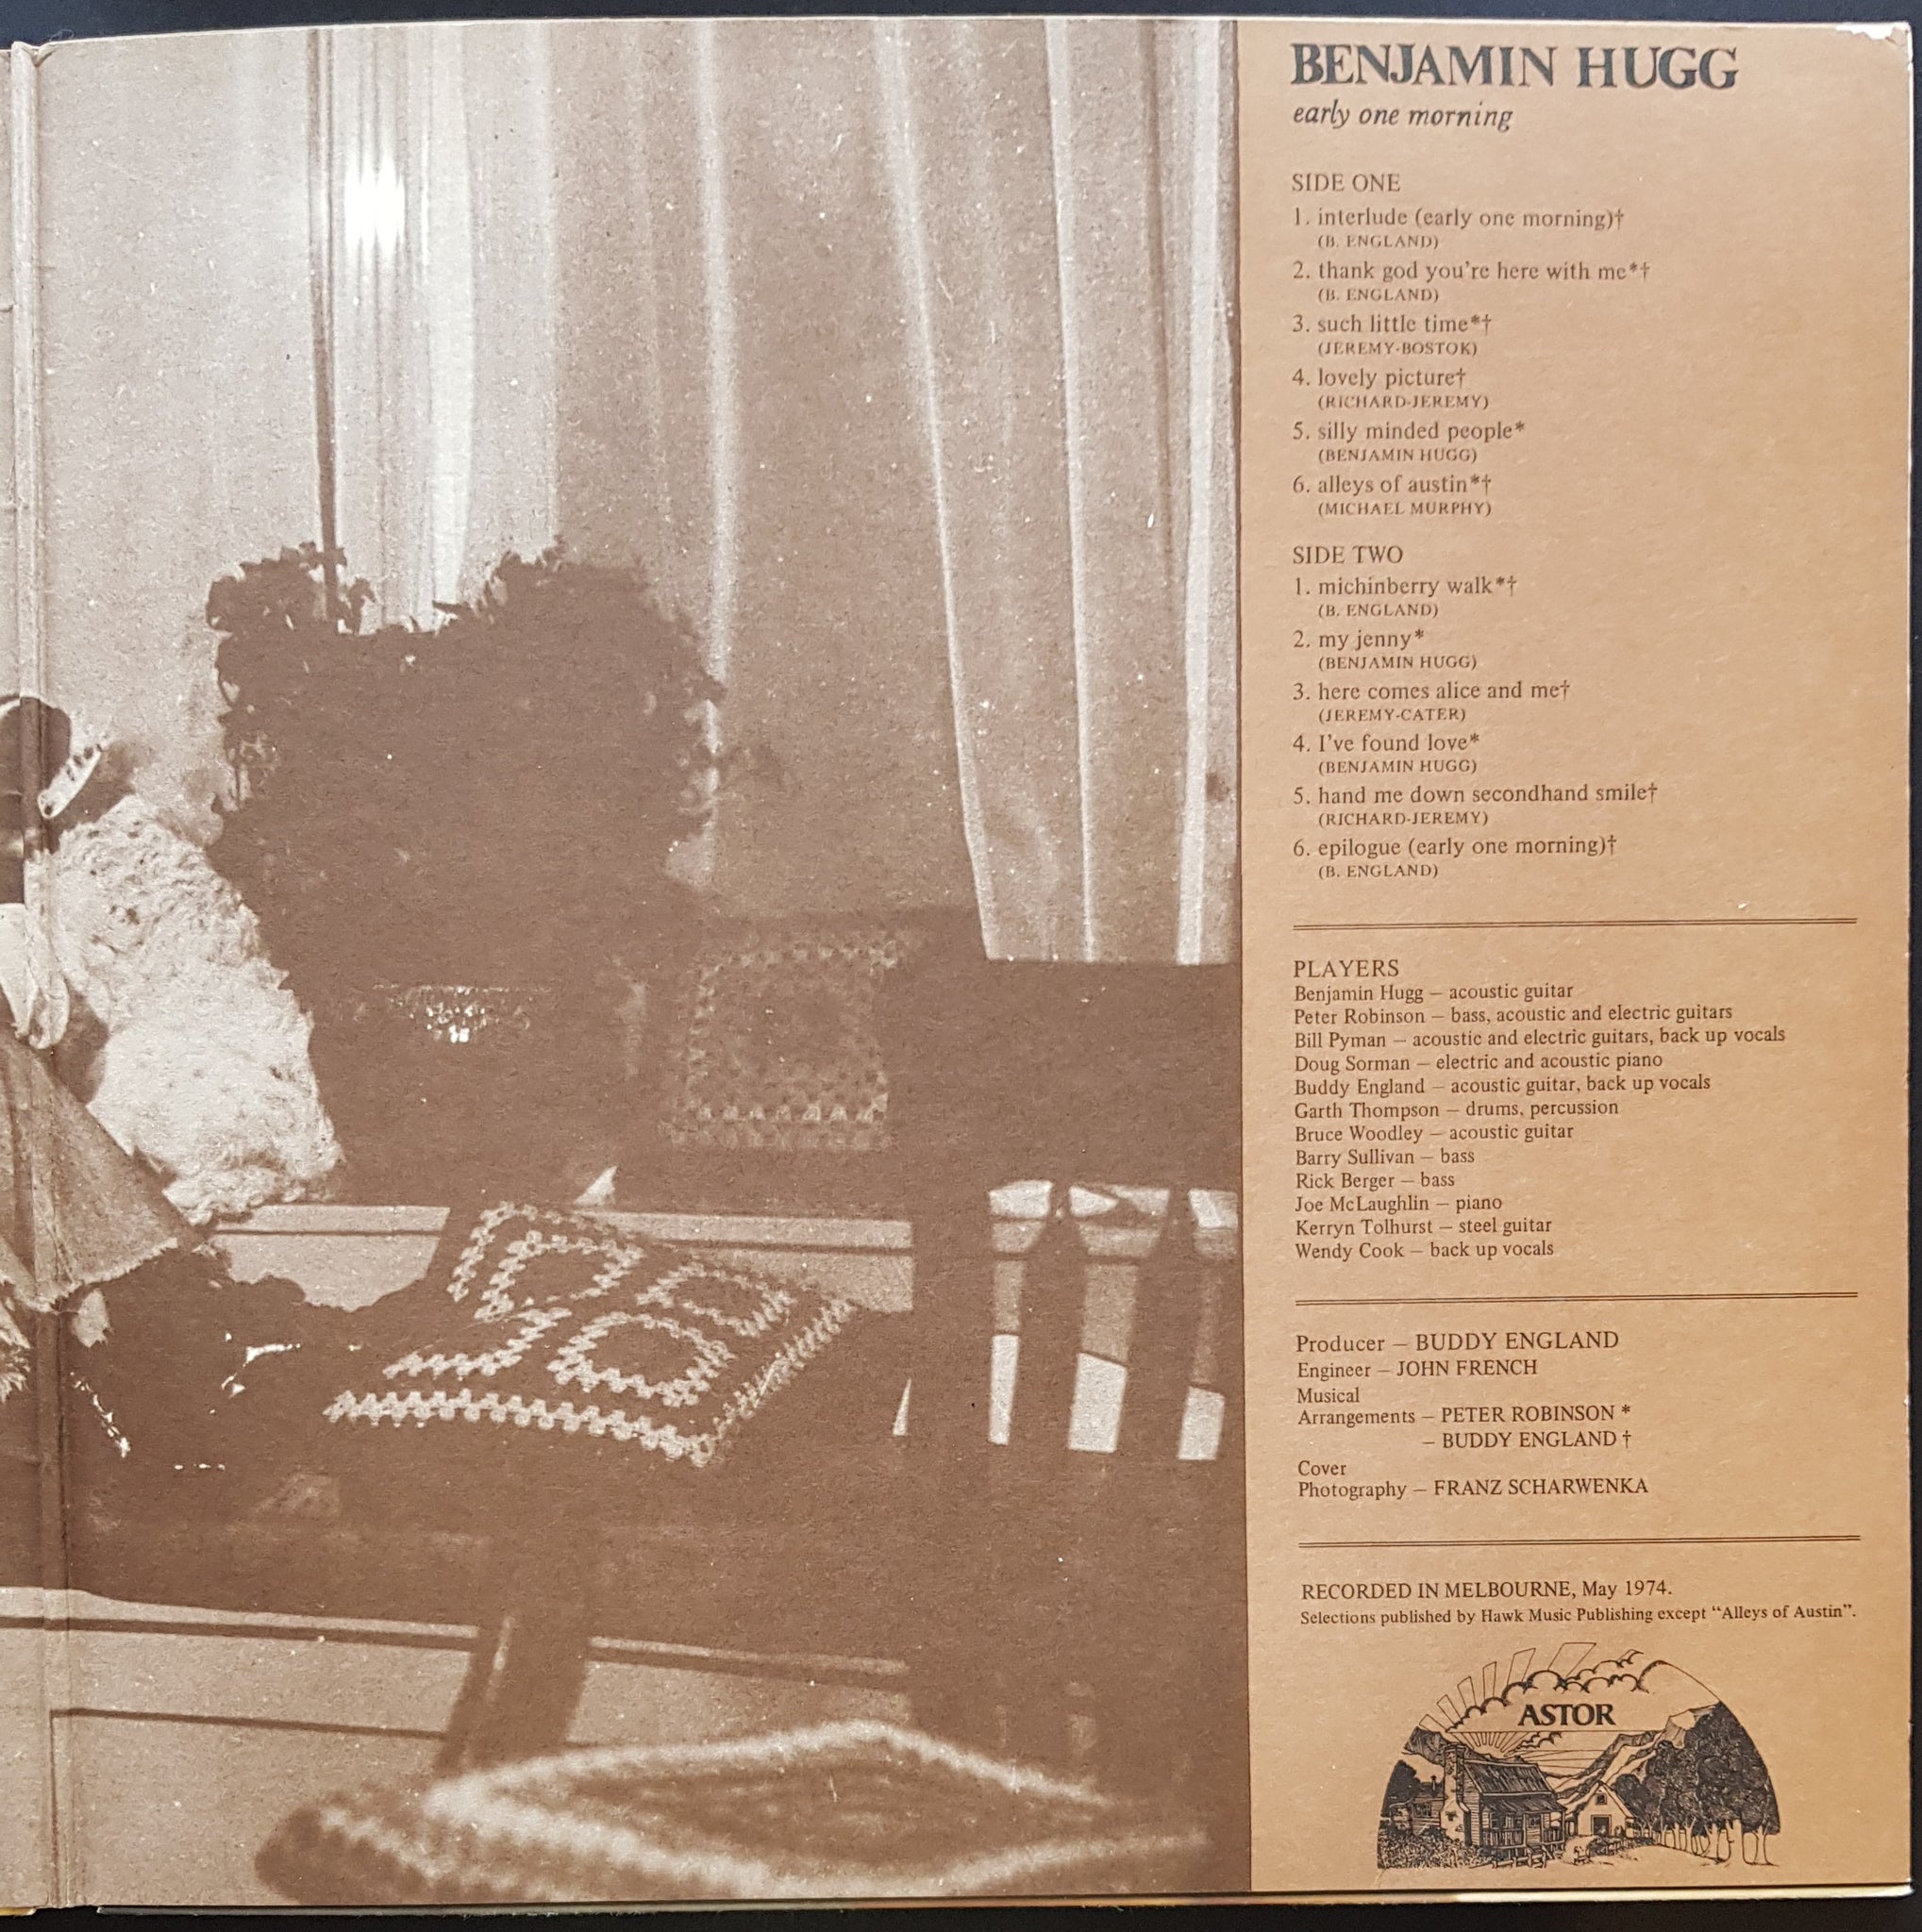 BENJAMIN HUGG
early one morning
SIDE ONE
1. interlude (early one morning)†
(B. ENGLAND)
2. thank god you're here with me*†
(B. ENGLAND)
3. such little time*†
(JEREMY-BOSTOK)
4. lovely picture†
(RICHARD-JEREMY)
5. silly minded people*
(BENJAMIN HUGG)
6. alleys of austin*†
(MICHAEL MURPHY)
SIDE TWO
1. michinberry walk*†
(B. ENGLAND)
2. my jenny*
(BENJAMIN HUGG)
3. here comes alice and me†
(JEREMY-CATER)
4. I've found love*
(BENJAMIN HUGG)
5. hand me down secondhand smile†
(RICHARD-JEREMY)
6. epilogue (early one morning)†
(B. ENGLAND)
PLAYERS
Benjamin Hugg – acoustic guitar
Peter Robinson – bass, acoustic and electric guitars
Bill Pyman – acoustic and electric guitars, back up vocals
Doug Sorman – electric and acoustic piano
Buddy England – acoustic guitar, back up vocals
Garth Thompson – drums, percussion
Bruce Woodley – acoustic guitar
Barry Sullivan – bass
Rick Berger – bass
Joe McLaughlin – piano
Kerryn Tolhurst – steel guitar
Wendy Cook – back up vocals
Producer – BUDDY ENGLAND
Engineer – JOHN FRENCH
Musical
Arrangements – PETER ROBINSON *
– BUDDY ENGLAND †
Cover
Photography – FRANZ SCHARWENKA
RECORDED IN MELBOURNE, May 1974.
Selections published by Hawk Music Publishing except “Alleys of Austin”.
ASTOR